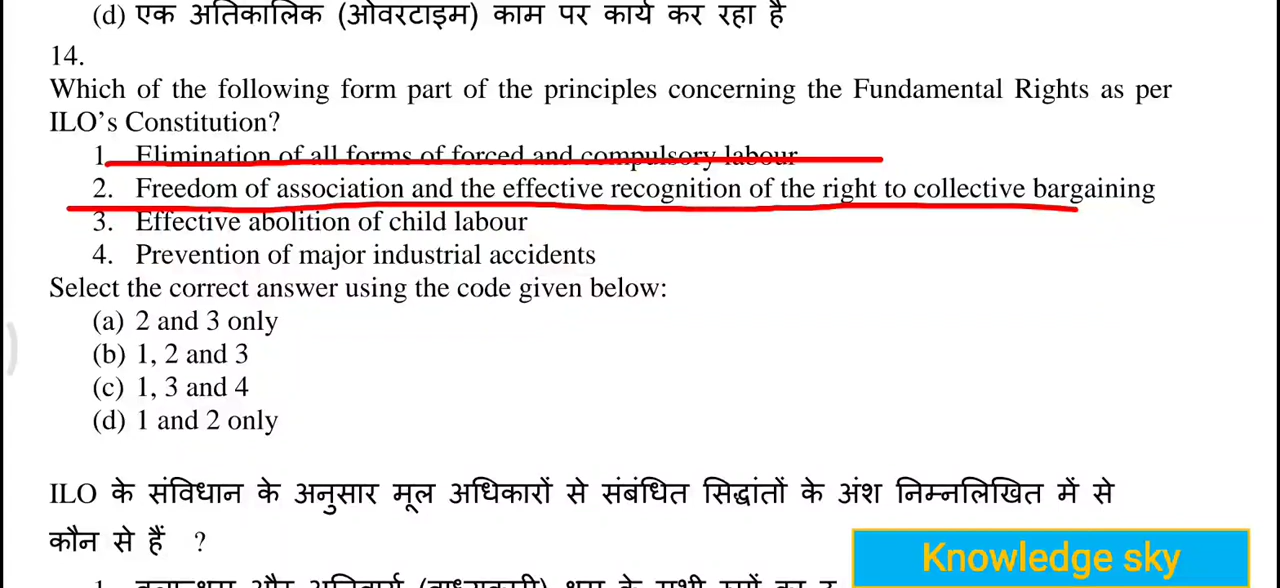 (d) एक अतिकालिक (ओवरटाइम) काम पर कार्य कर रहा है
14.
Which of the following form part of the principles concerning the Fundamental Rights as per
ILO’s Constitution?
1. Elimination of all forms of forced and compulsory labour
2. Freedom of association and the effective recognition of the right to collective bargaining
3. Effective abolition of child labour
4. Prevention of major industrial accidents
Select the correct answer using the code given below:
(a) 2 and 3 only
(b) 1, 2 and 3
(c) 1, 3 and 4
(d) 1 and 2 only
ILO के संविधान के अनुसार मूल अधिकारों से संबंधित सिद्धांतों के अंश निम्नलिखित में से
कौन से हैं ?
Knowledge sky